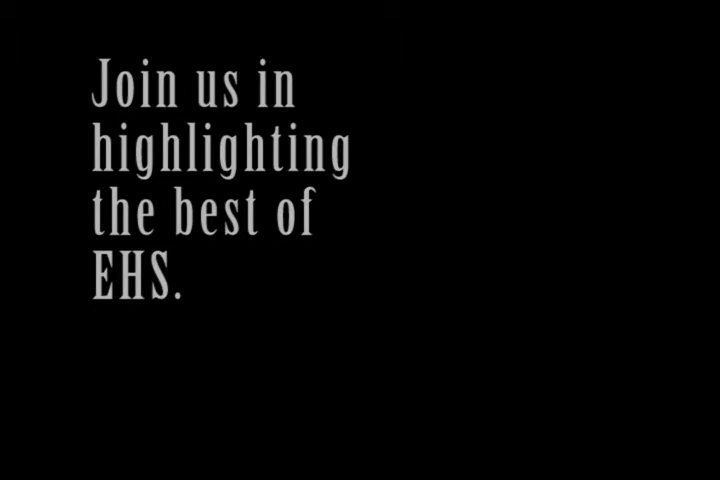 Join us in
highlighting
the best of
EHS.